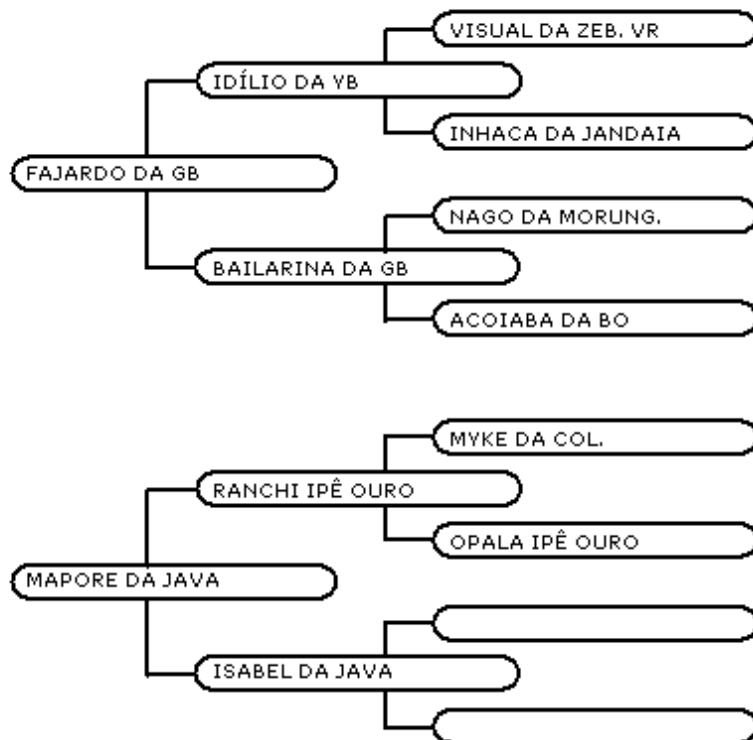 VISUAL DA ZEB. VR
IDÍLIO DA YB
INHACA DA JANDAIA
FAJARDO DA GB
NAGO DA MORUNG.
BAILARINA DA GB
ACOIABA DA BO
MYKE DA COL.
RANCHI IPÊ OURO
OPALA IPÊ OURO
MAPORE DA JAVA
ISABEL DA JAVA